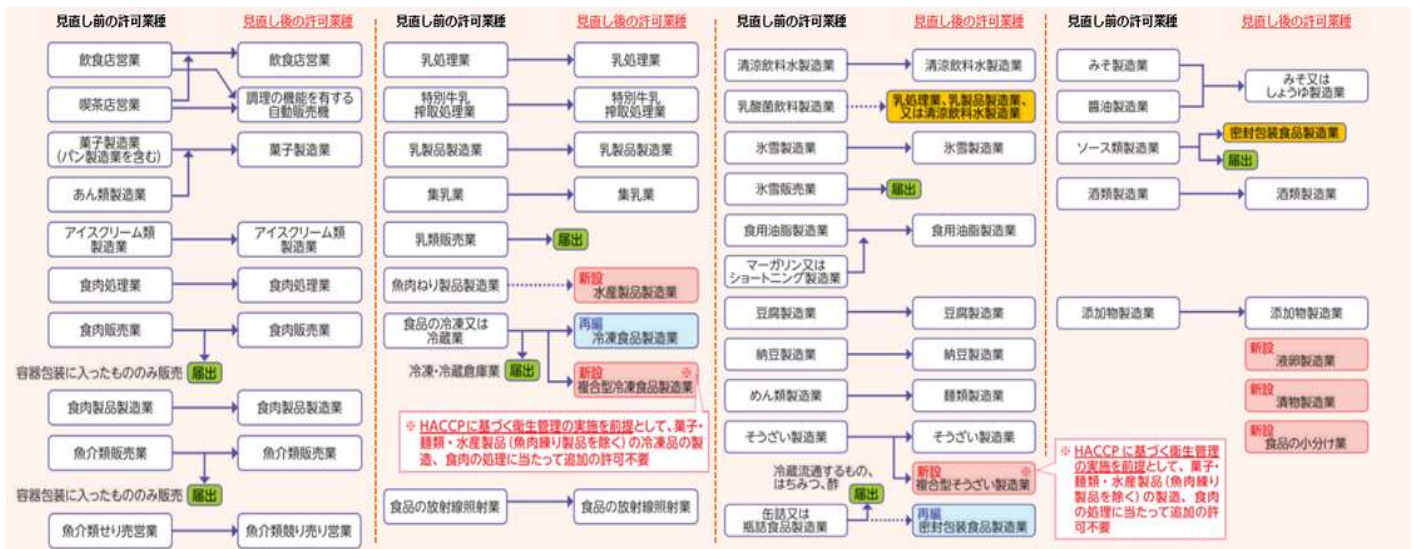 見直し前の許可業種
見直し後の許可業種
飲食店営業
飲食店営業
喫茶店営業
調理の機能を有する
自動販売機
菓子製造業
(パン製造業を含む)
菓子製造業
あん類製造業
アイスクリーム類
製造業
アイスクリーム類
製造業
食肉処理業
食肉処理業
食肉販売業
食肉販売業
容器包装に入ったもののみ販売
届出
食肉製品製造業
食肉製品製造業
魚介類販売業
魚介類販売業
容器包装に入ったもののみ販売
届出
魚介類せり売営業
魚介類競り売り営業
見直し前の許可業種
見直し後の許可業種
乳処理業
乳処理業
特別牛乳
搾取処理業
特別牛乳
搾取処理業
乳製品製造業
乳製品製造業
集乳業
集乳業
乳類販売業
届出
魚肉ねり製品製造業
新設
水産製品製造業
食品の冷凍又は
冷蔵業
再編
冷凍食品製造業
冷凍・冷蔵倉庫業
届出
新設 ※
複合型冷凍食品製造業
※ HACCPに基づく衛生管理の実施を前提として、菓子・
麺類・水産製品(魚肉練り製品を除く)の冷凍品の製
造、食肉の処理に当たって追加の許可不要
食品の放射線照射業
食品の放射線照射業
見直し前の許可業種
見直し後の許可業種
清涼飲料水製造業
清涼飲料水製造業
乳酸菌飲料製造業
乳処理業、乳製品製造業、
又は清涼飲料水製造業
氷雪製造業
氷雪製造業
氷雪販売業
届出
食用油脂製造業
食用油脂製造業
マーガリン又は
ショートニング製造業
豆腐製造業
豆腐製造業
納豆製造業
納豆製造業
めん類製造業
麺類製造業
そうざい製造業
そうざい製造業
新設 ※
複合型そうざい製造業
冷蔵流通するもの、
はちみつ、酢
届出
缶詰又は
瓶詰食品製造業
再編
密封包装食品製造業
見直し前の許可業種
見直し後の許可業種
みそ製造業
みそ又は
しょうゆ製造業
醬油製造業
ソース類製造業
密封包装食品製造業
届出
酒類製造業
酒類製造業
添加物製造業
添加物製造業
新設
液卵製造業
新設
漬物製造業
新設
食品の小分け業
※ HACCPに基づく衛生管理
の実施を前提として、菓子・
麺類・水産製品(魚肉練り
製品を除く)の製造、食肉
の処理に当たって追加の許
可不要